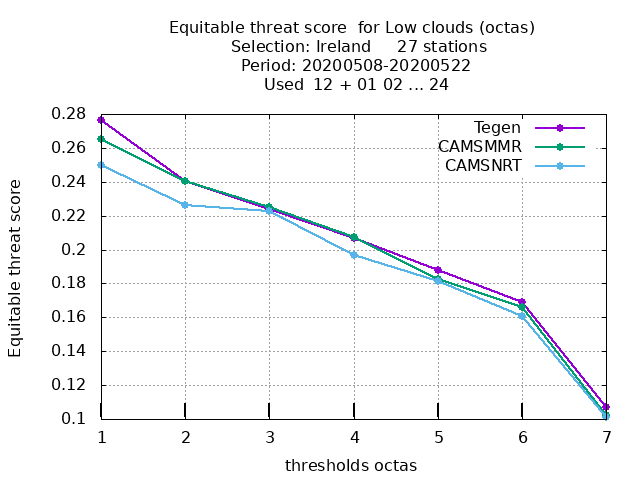 Equitable threat score  for Low clouds (octas)
Selection: Ireland     27 stations
Period: 20200508-20200522
Used  12 + 01 02 ... 24
Tegen
CAMSMMR
CAMSNRT
Equitable threat score
0.28
0.26
0.24
0.22
0.2
0.18
0.16
0.14
0.12
0.1
1 2 3 4 5 6 7
thresholds octas